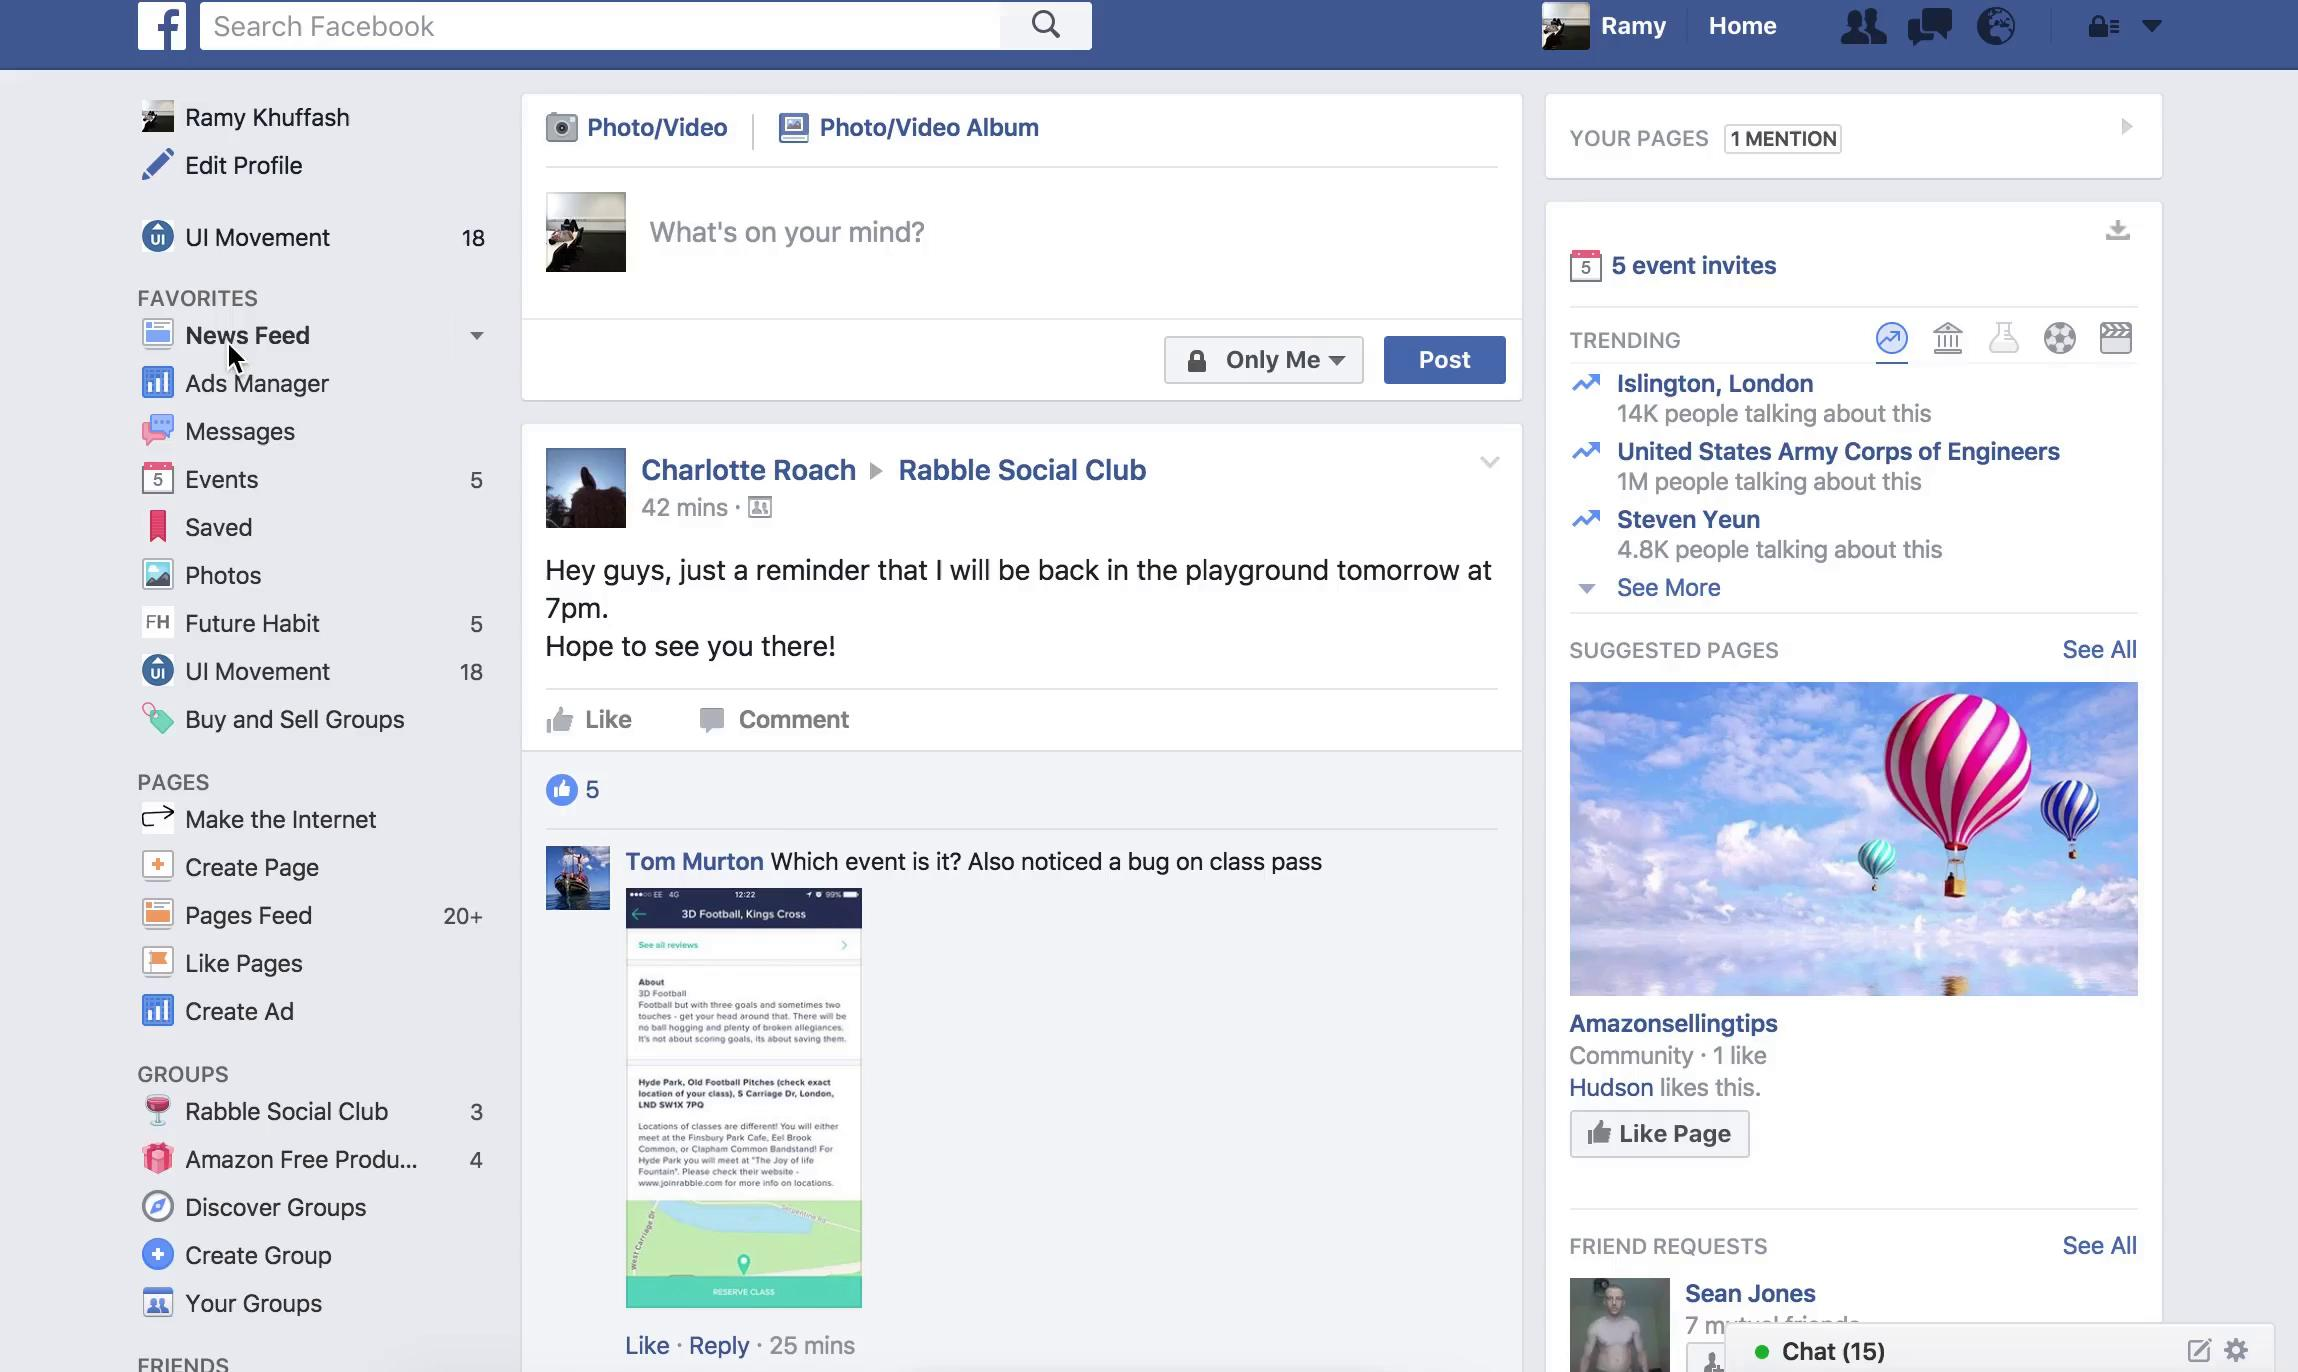 Search Facebook
Ramy
Home
Ramy Khuffash
Edit Profile
UI Movement 18
FAVORITES
News Feed
Ads Manager
Messages
5 Events 5
Saved
Photos
FH Future Habit 5
UI Movement 18
Buy and Sell Groups
PAGES
Make the Internet
Create Page
Pages Feed 20+
Like Pages
Create Ad
GROUPS
Rabble Social Club 3
Amazon Free Produ... 4
Discover Groups
Create Group
Your Groups
FRIENDS
Photo/Video
Photo/Video Album
What's on your mind?
Only Me
Post
Charlotte Roach ▸ Rabble Social Club
42 mins ·
Hey guys, just a reminder that I will be back in the playground tomorrow at
7pm.
Hope to see you there!
Like
Comment
5
Tom Murton Which event is it? Also noticed a bug on class pass
EE 4G 12:22 99%
3D Football, Kings Cross
See all reviews
About
3D Football
Football but with three goals and sometimes two
touches - get your head around that. There will be
no ball hogging and plenty of broken allegiances.
It's not about scoring goals, its about saving them.
Hyde Park, Old Football Pitches (check exact
location of your class), S Carriage Dr, London,
LND SW1X 7PQ
Locations of classes are different! You will either
meet at the Finsbury Park Cafe, Eel Brook
Common, or Clapham Common Bandstand! For
Hyde Park you will meet at "The Joy of life
Fountain". Please check their website -
www.joinrabble.com for more info on locations.
West Carriage Dr
Serpentine Rd
RESERVE CLASS
Like · Reply · 25 mins
YOUR PAGES 1 MENTION
5 5 event invites
TRENDING
Islington, London
14K people talking about this
United States Army Corps of Engineers
1M people talking about this
Steven Yeun
4.8K people talking about this
See More
SUGGESTED PAGES See All
Amazonsellingtips
Community · 1 like
Hudson likes this.
Like Page
FRIEND REQUESTS See All
Sean Jones
7 mutual friends
Chat (15)